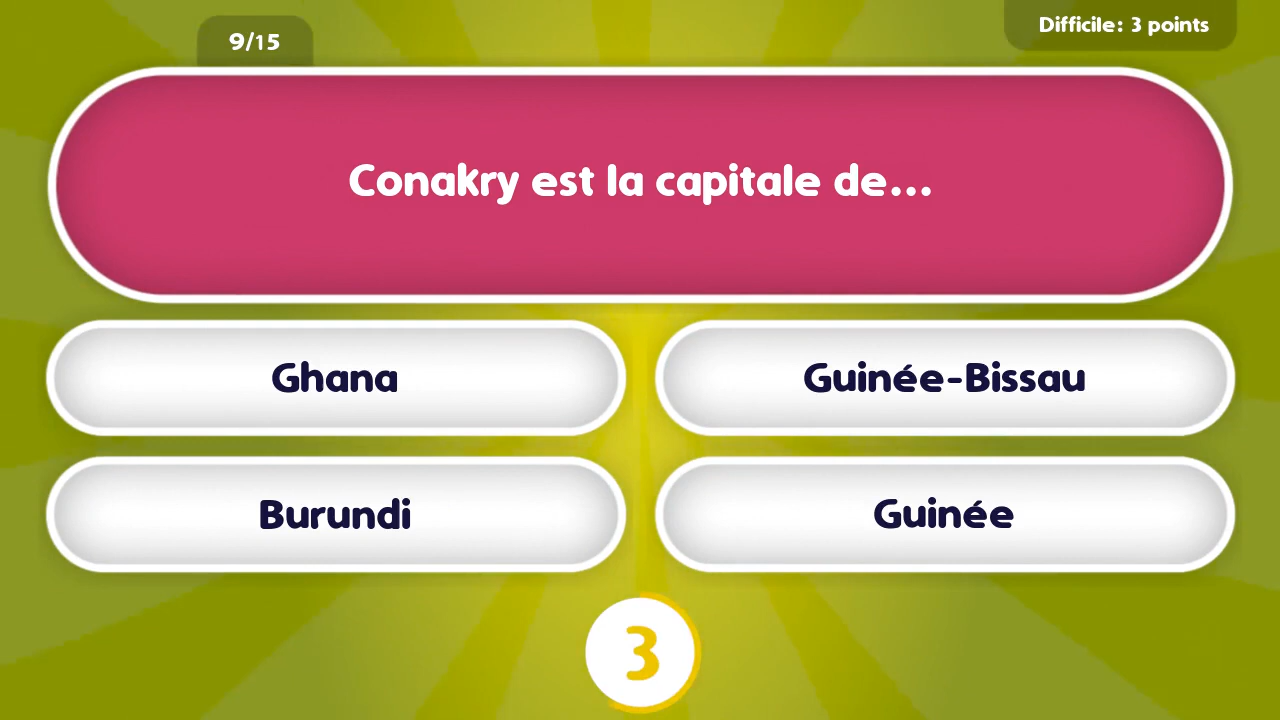 9/15
Difficile: 3 points
Conakry est la capitale de...
Ghana
Guinée-Bissau
Burundi
Guinée
3